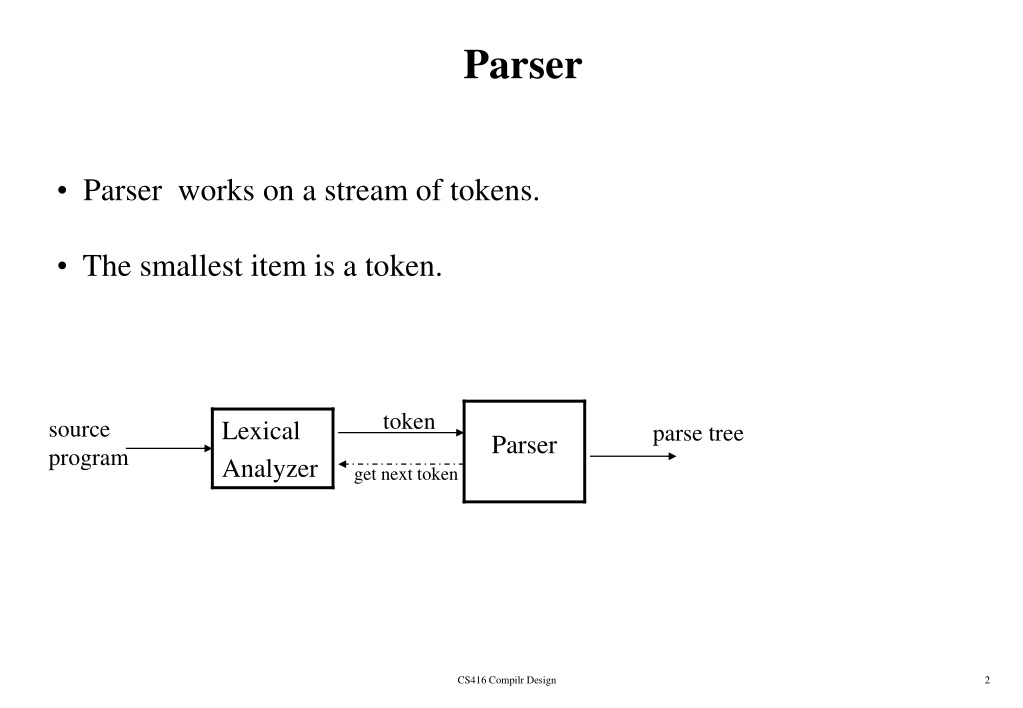 Parser
• Parser works on a stream of tokens.
• The smallest item is a token.
source
program
Lexical
Analyzer
token
get next token
Parser
parse tree
CS416 Compilr Design
2